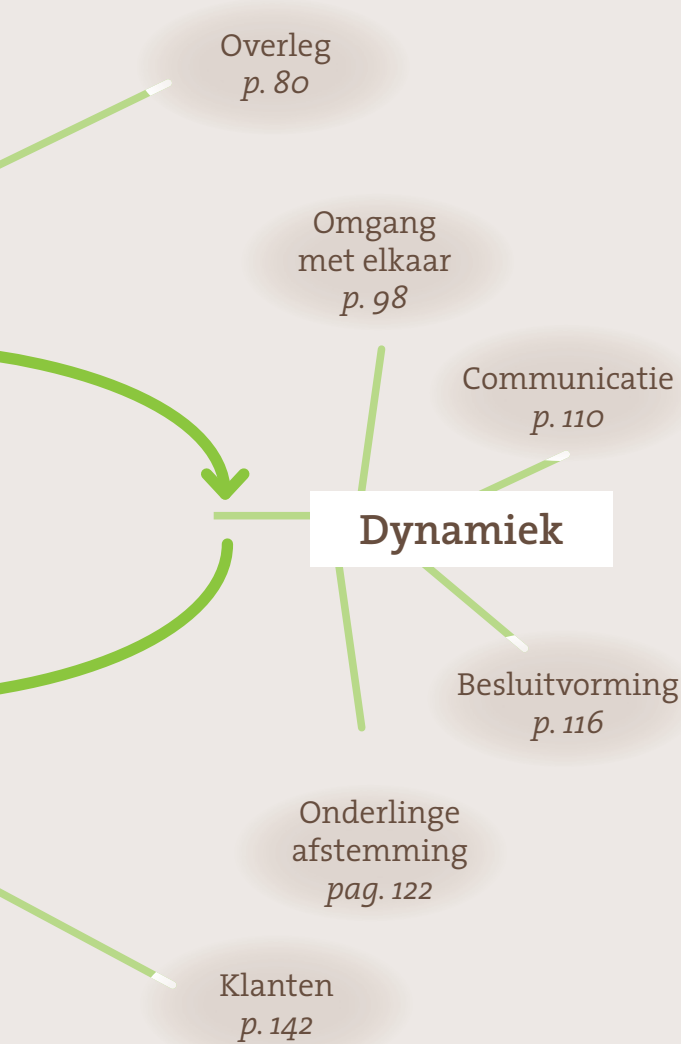 Overleg
p. 80
Omgang
met elkaar
p. 98
Communicatie
p. 110
Dynamiek
Besluitvorming
p. 116
Onderlinge
afstemming
pag. 122
Klanten
p. 142